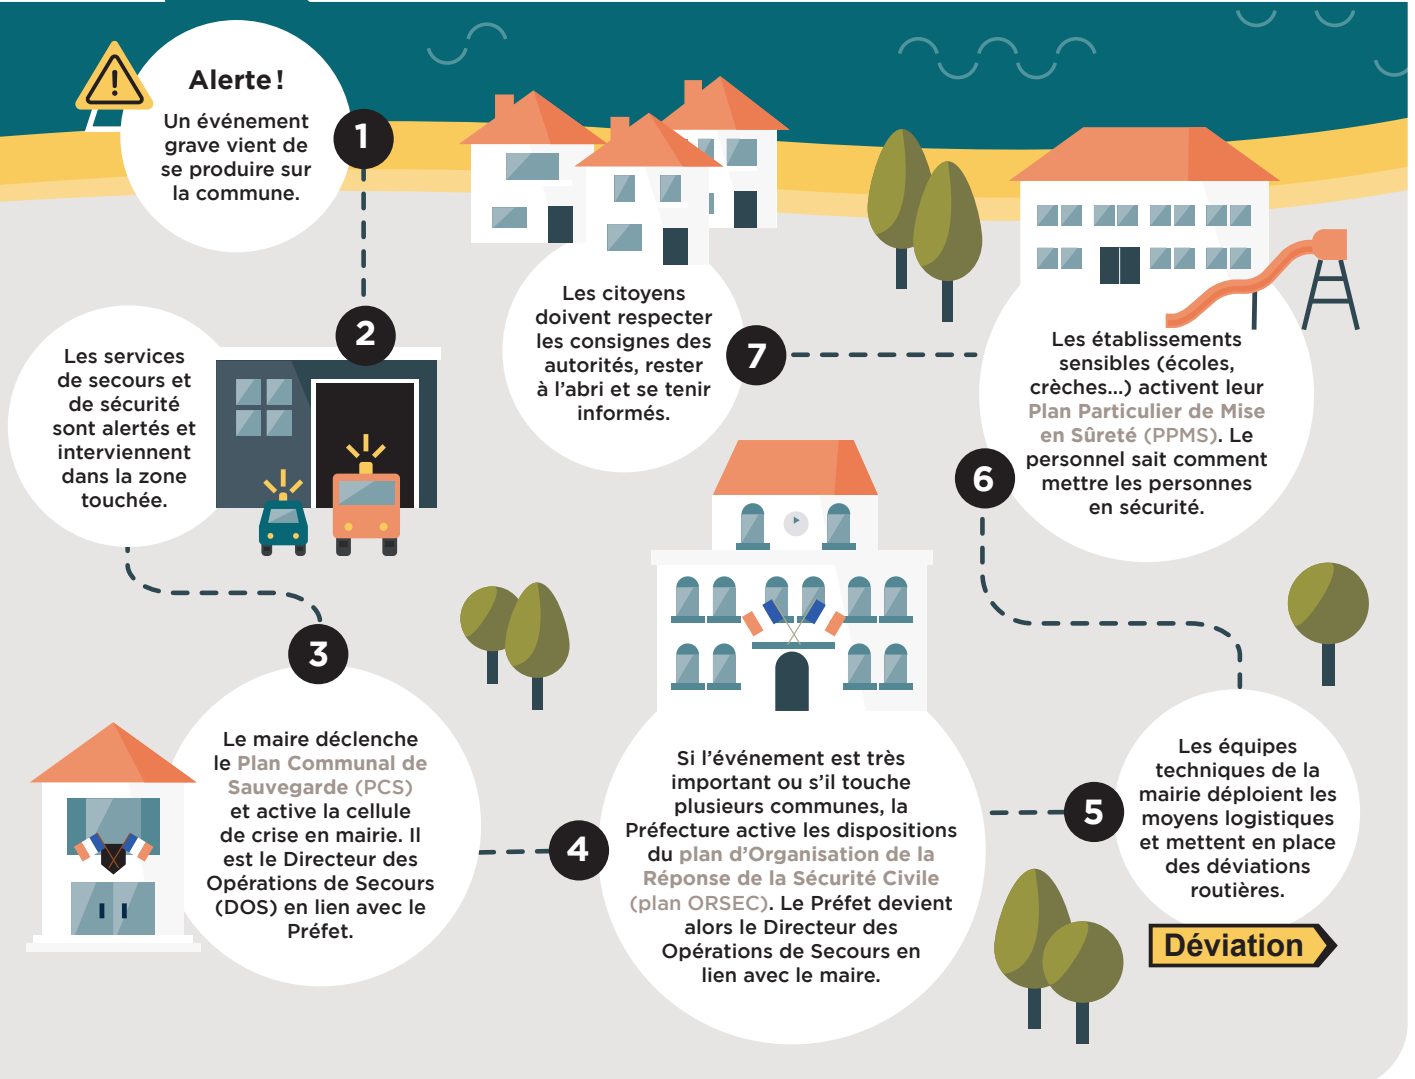 Alerte !
Un événement
grave vient de
se produire sur
la commune.
1
2
Les services
de secours et
de sécurité
sont alertés et
interviennent
dans la zone
touchée.
3
Le maire déclenche
le Plan Communal de
Sauvegarde (PCS)
et active la cellule
de crise en mairie. Il
est le Directeur des
Opérations de Secours
(DOS) en lien avec le
Préfet.
4
Si l’événement est très
important ou s’il touche
plusieurs communes, la
Préfecture active les dispositions
du plan d’Organisation de la
Réponse de la Sécurité Civile
(plan ORSEC). Le Préfet devient
alors le Directeur des
Opérations de Secours en
lien avec le maire.
5
Les équipes
techniques de la
mairie déploient les
moyens logistiques
et mettent en place
des déviations
routières.
Déviation
6
Les établissements
sensibles (écoles,
crèches...) activent leur
Plan Particulier de Mise
en Sûreté (PPMS). Le
personnel sait comment
mettre les personnes
en sécurité.
7
Les citoyens
doivent respecter
les consignes des
autorités, rester
à l’abri et se tenir
informés.